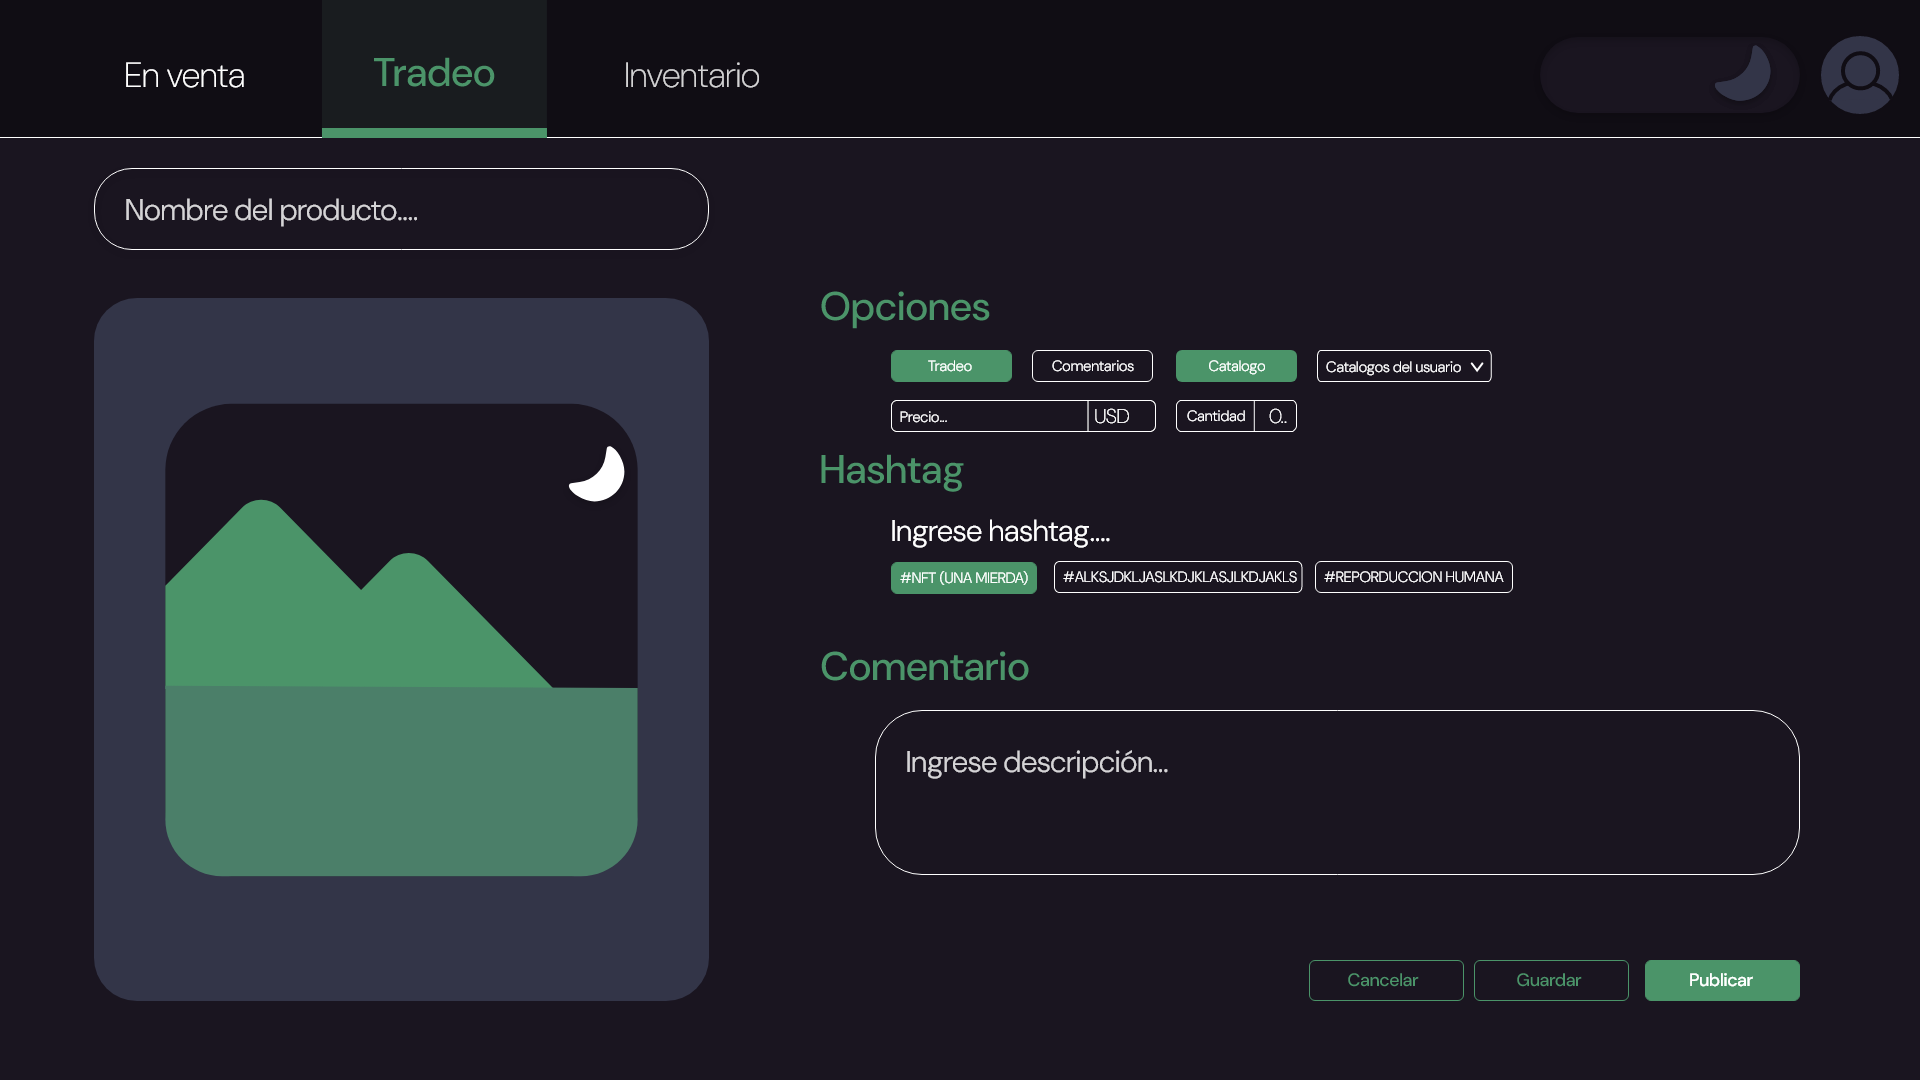 En venta
Tradeo
Inventario
Nombre del producto....
Opciones
Tradeo
Comentarios
Catalogo
Catalogos del usuario
Precio...
USD
Cantidad
0..
Hashtag
Ingrese hashtag....
#NFT (UNA MIERDA)
#ALKSJDKLJASLKDJKLASJLKDJAKLS
#REPORDUCCION HUMANA
Comentario
Ingrese descripción...
Cancelar
Guardar
Publicar